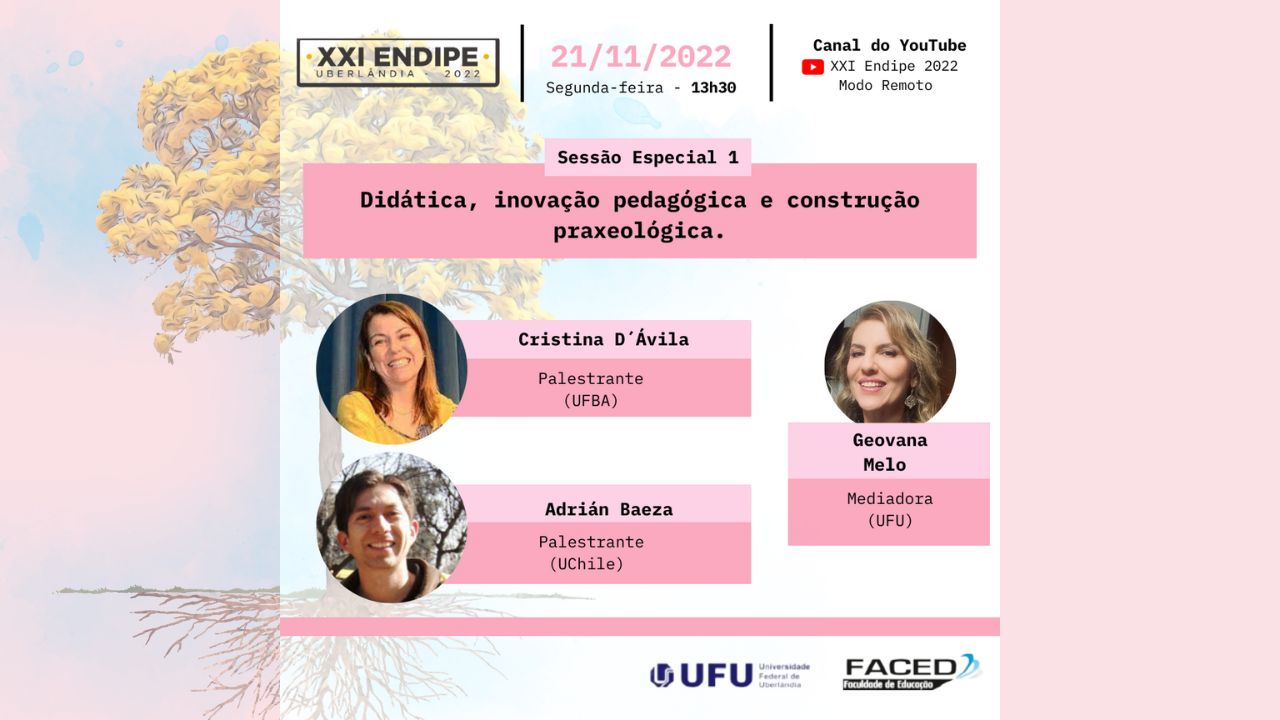 XXI ENDIPE
UBERLÂNDIA - 2022
21/11/2022
Segunda-feira - 13h30
Canal do YouTube
XXI Endipe 2022
Modo Remoto
Sessão Especial 1
Didática, inovação pedagógica e construção
praxeológica.
Cristina D´Ávila
Palestrante
(UFBA)
Adrián Baeza
Palestrante
(UChile)
Geovana
Melo
Mediadora
(UFU)
UFU
Universidade
Federal de
Uberlândia
FACED
Faculdade de Educação